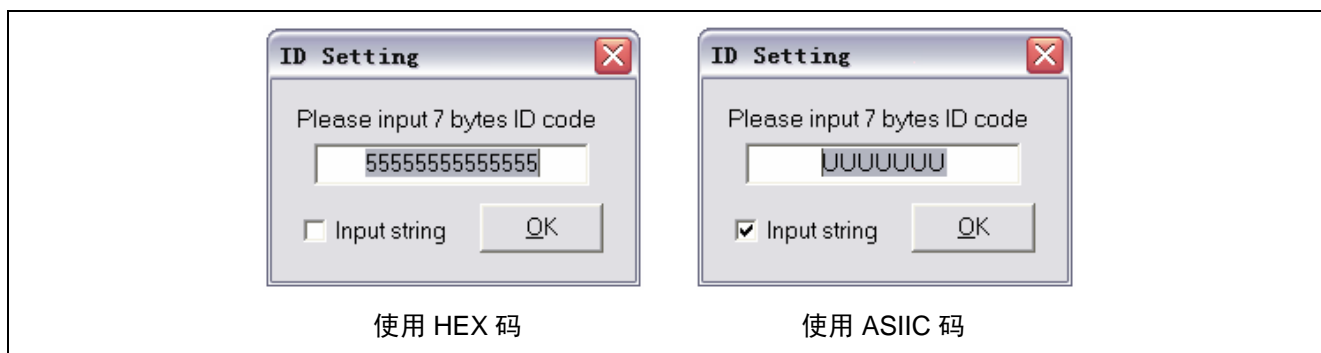 ID Setting
Please input 7 bytes ID code
55555555555555
Input string
OK
使用 HEX 码
ID Setting
Please input 7 bytes ID code
UUUUUUU
Input string
OK
使用 ASIIC 码